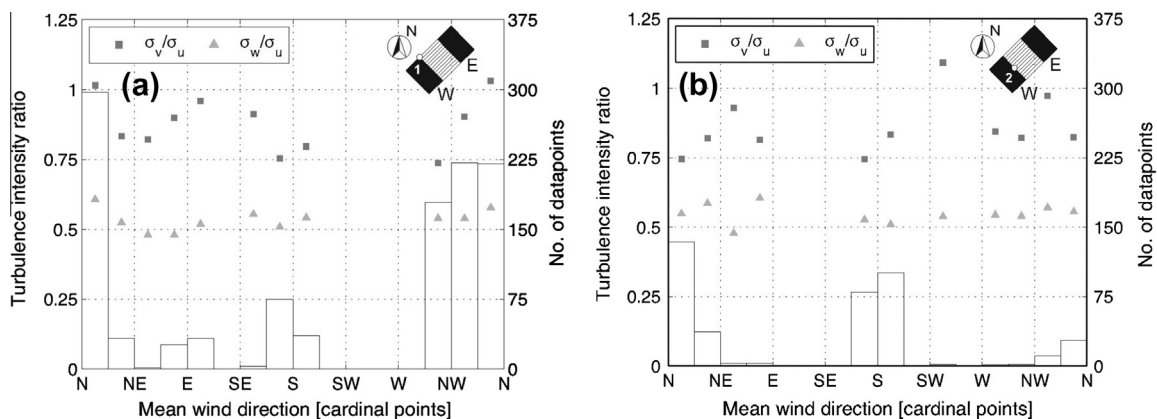 1.25
1
0.75
0.5
0.25
0
Turbulence intensity ratio
σv/σu
σw/σu
(a)
N
E
W
1
375
300
225
150
75
0
No. of datapoints
N NE E SE S SW W NW N
Mean wind direction [cardinal points]
1.25
1
0.75
0.5
0.25
0
Turbulence intensity ratio
σv/σu
σw/σu
(b)
N
E
W
2
375
300
225
150
75
0
No. of datapoints
N NE E SE S SW W NW N
Mean wind direction [cardinal points]